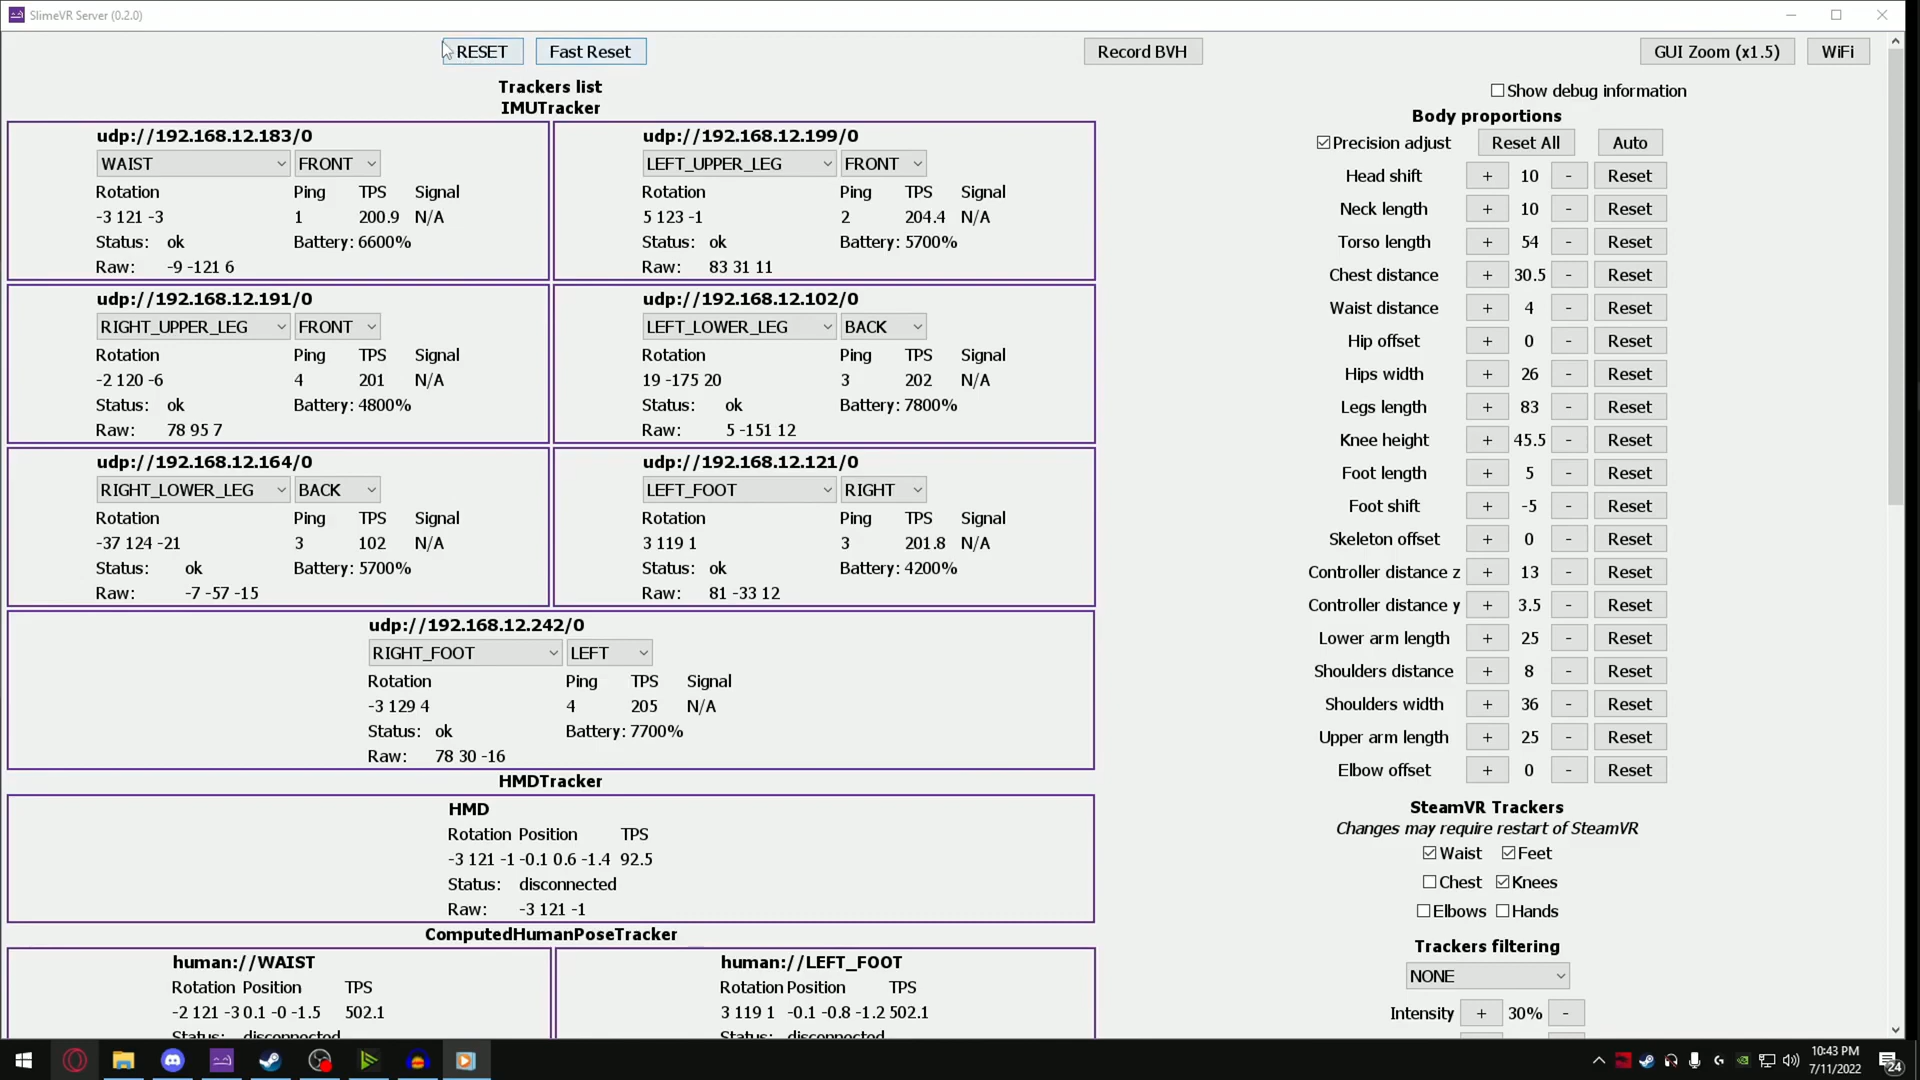 SlimeVR Server (0.2.0)
RESET
Fast Reset
Record BVH
GUI Zoom (x1.5)
WiFi
Trackers list
IMUTracker
udp://192.168.12.183/0
WAIST FRONT
Rotation Ping TPS Signal
-3 121 -3 1 200.9 N/A
Status: ok Battery: 6600%
Raw: -9 -121 6
udp://192.168.12.199/0
LEFT_UPPER_LEG FRONT
Rotation Ping TPS Signal
5 123 -1 2 204.4 N/A
Status: ok Battery: 5700%
Raw: 83 31 11
udp://192.168.12.191/0
RIGHT_UPPER_LEG FRONT
Rotation Ping TPS Signal
-2 120 -6 4 201 N/A
Status: ok Battery: 4800%
Raw: 78 95 7
udp://192.168.12.102/0
LEFT_LOWER_LEG BACK
Rotation Ping TPS Signal
19 -175 20 3 202 N/A
Status: ok Battery: 7800%
Raw: 5 -151 12
udp://192.168.12.164/0
RIGHT_LOWER_LEG BACK
Rotation Ping TPS Signal
-37 124 -21 3 102 N/A
Status: ok Battery: 5700%
Raw: -7 -57 -15
udp://192.168.12.121/0
LEFT_FOOT RIGHT
Rotation Ping TPS Signal
3 119 1 3 201.8 N/A
Status: ok Battery: 4200%
Raw: 81 -33 12
udp://192.168.12.242/0
RIGHT_FOOT LEFT
Rotation Ping TPS Signal
-3 129 4 4 205 N/A
Status: ok Battery: 7700%
Raw: 78 30 -16
HMDTracker
HMD
Rotation Position TPS
-3 121 -1 -0.1 0.6 -1.4 92.5
Status: disconnected
Raw: -3 121 -1
ComputedHumanPoseTracker
human://WAIST
Rotation Position TPS
-2 121 -3 0.1 -0 -1.5 502.1
Status: disconnected
human://LEFT_FOOT
Rotation Position TPS
3 119 1 -0.1 -0.8 -1.2 502.1
Status: disconnected
Show debug information
Body proportions
Precision adjust Reset All Auto
Head shift + 10 - Reset
Neck length + 10 - Reset
Torso length + 54 - Reset
Chest distance + 30.5 - Reset
Waist distance + 4 - Reset
Hip offset + 0 - Reset
Hips width + 26 - Reset
Legs length + 83 - Reset
Knee height + 45.5 - Reset
Foot length + 5 - Reset
Foot shift + -5 - Reset
Skeleton offset + 0 - Reset
Controller distance z + 13 - Reset
Controller distance y + 3.5 - Reset
Lower arm length + 25 - Reset
Shoulders distance + 8 - Reset
Shoulders width + 36 - Reset
Upper arm length + 25 - Reset
Elbow offset + 0 - Reset
SteamVR Trackers
Changes may require restart of SteamVR
Waist Feet
Chest Knees
Elbows Hands
Trackers filtering
NONE
Intensity + 30% -
10:43 PM
7/11/2022
24